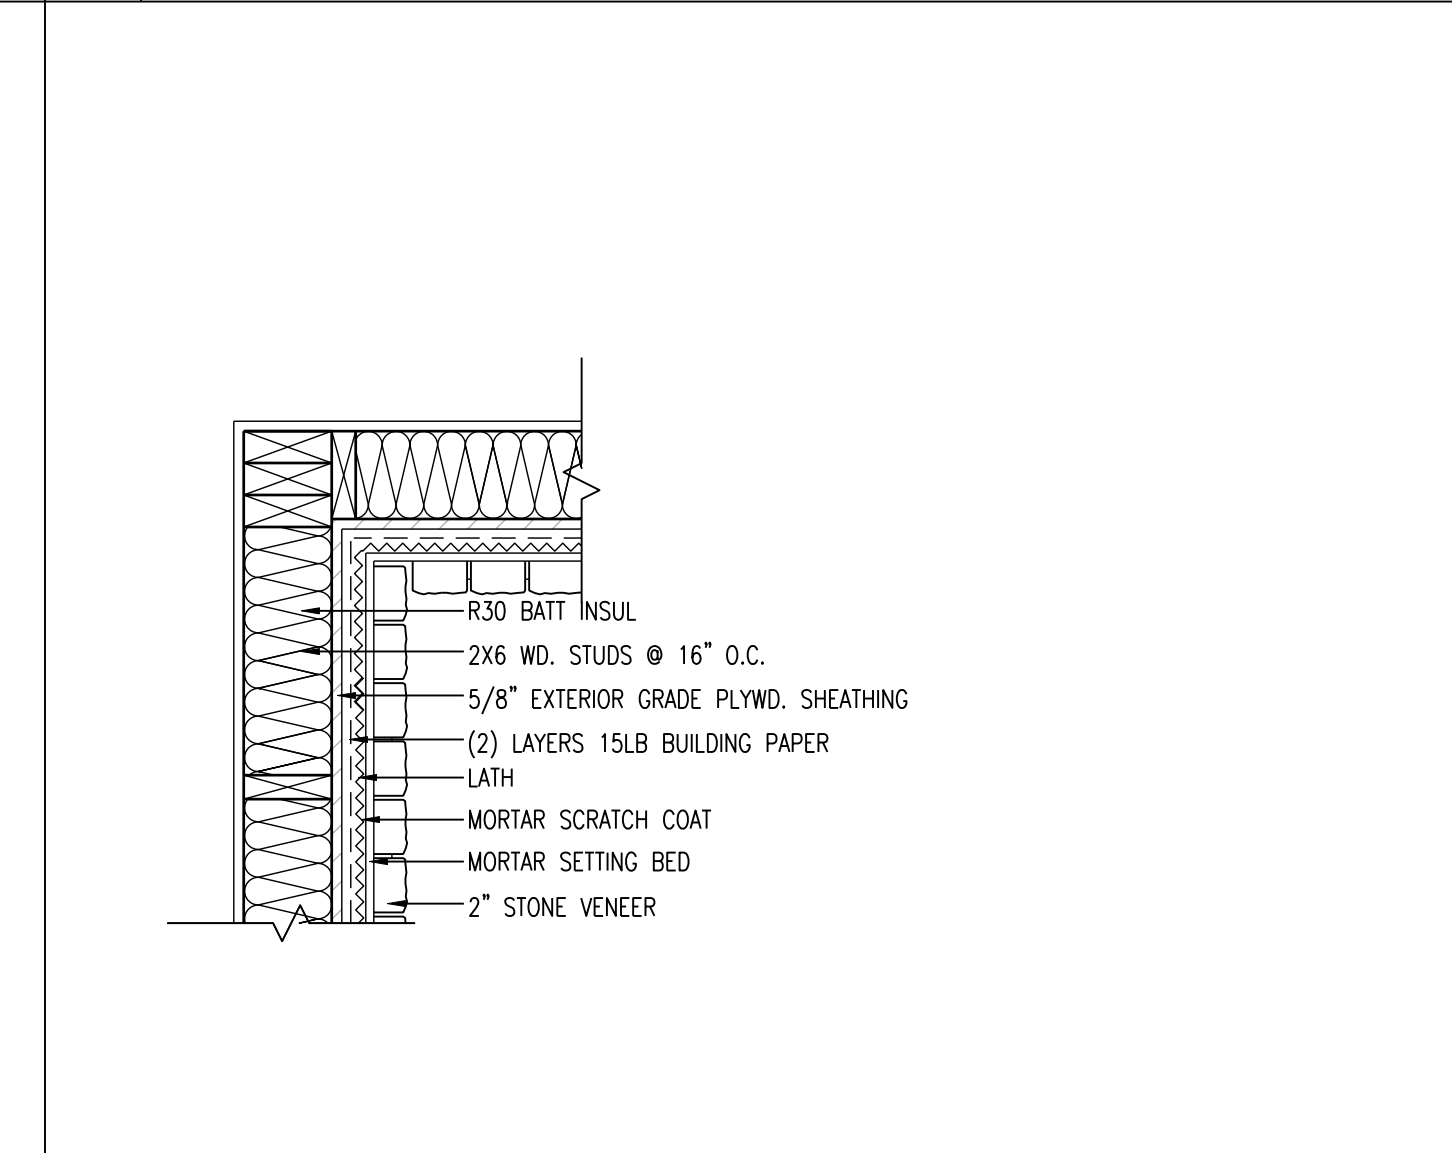 R30 BATT INSUL
2X6 WD. STUDS @ 16" O.C.
5/8" EXTERIOR GRADE PLYWD. SHEATHING
(2) LAYERS 15LB BUILDING PAPER
LATH
MORTAR SCRATCH COAT
MORTAR SETTING BED
2" STONE VENEER